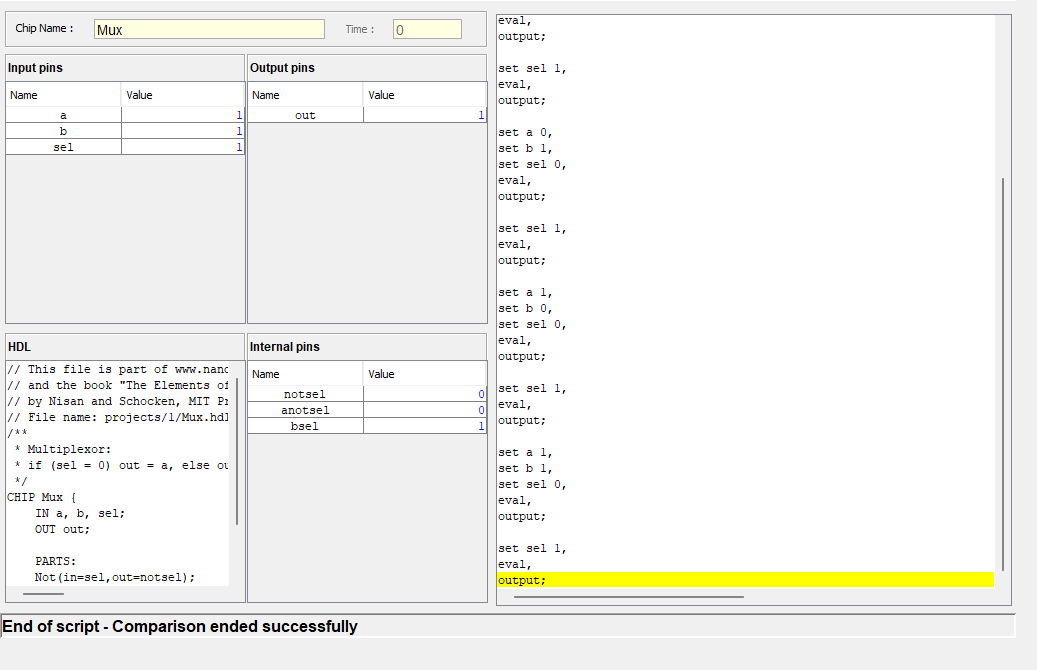 Chip Name : Mux Time : 0
Input pins
Name Value
a 1
b 1
sel 1
Output pins
Name Value
out 1
HDL
// This file is part of www.nand
// and the book "The Elements of
// by Nisan and Schocken, MIT Pr
// File name: projects/1/Mux.hdl
/**
 * Multiplexor:
 * if (sel = 0) out = a, else ou
 */
CHIP Mux {
    IN a, b, sel;
    OUT out;

    PARTS:
    Not(in=sel,out=notsel);
Internal pins
Name Value
notsel 0
anotsel 0
bsel 1
eval,
output;

set sel 1,
eval,
output;

set a 0,
set b 1,
set sel 0,
eval,
output;

set sel 1,
eval,
output;

set a 1,
set b 0,
set sel 0,
eval,
output;

set sel 1,
eval,
output;

set a 1,
set b 1,
set sel 0,
eval,
output;

set sel 1,
eval,
output;
End of script - Comparison ended successfully